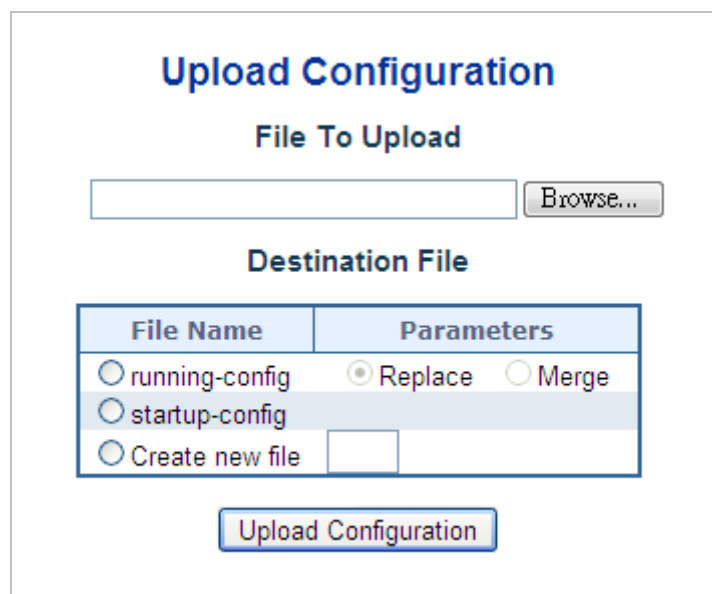 Upload Configuration
File To Upload
Browse...
Destination File
File Name Parameters
running-config Replace Merge
startup-config
Create new file
Upload Configuration